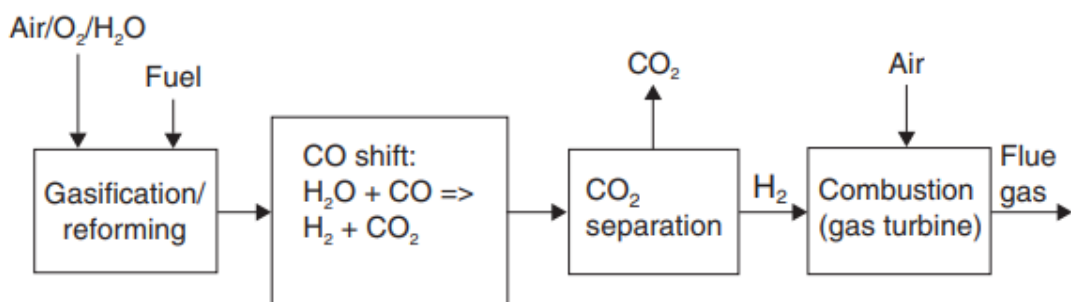 Air/O₂/H₂O
Fuel
Gasification/
reforming
CO shift:
H₂O + CO =>
H₂ + CO₂
CO₂
CO₂
separation
H₂
Air
Combustion
(gas turbine)
Flue
gas